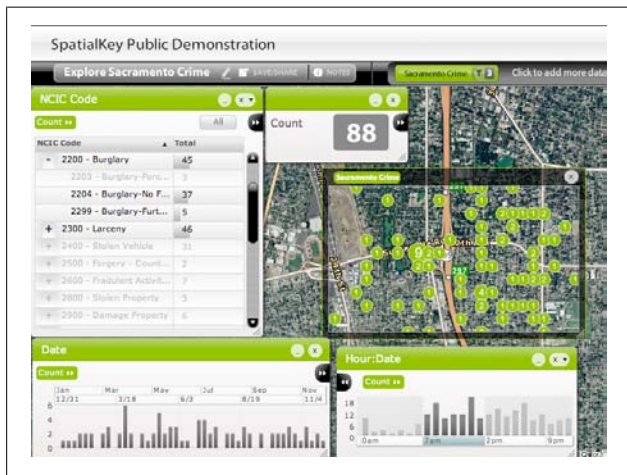 SpatialKey Public Demonstration
Explore Sacramento Crime SAVE/SHARE NOTES
Sacramento Crime Click to add more data
NCIC Code
Count
All
NCIC Code Total
2200 - Burglary 45
2203 - Burglary-Forc... 3
2204 - Burglary-No F... 37
2299 - Burglary-Furt... 5
2300 - Larceny 46
2400 - Stolen Vehicle 31
2500 - Forgery - Count... 2
2600 - Fradulent Activit... 7
2800 - Stolen Property 3
2900 - Damage Property 6
Count 88
Sacramento Crime
Date
Count
Jan Mar May Jul Sep Nov
12/31 3/18 6/3 8/19 11/4
6
4
2
0
Hour:Date
Count
18
12
6
0
0am 7am 2pm 9pm